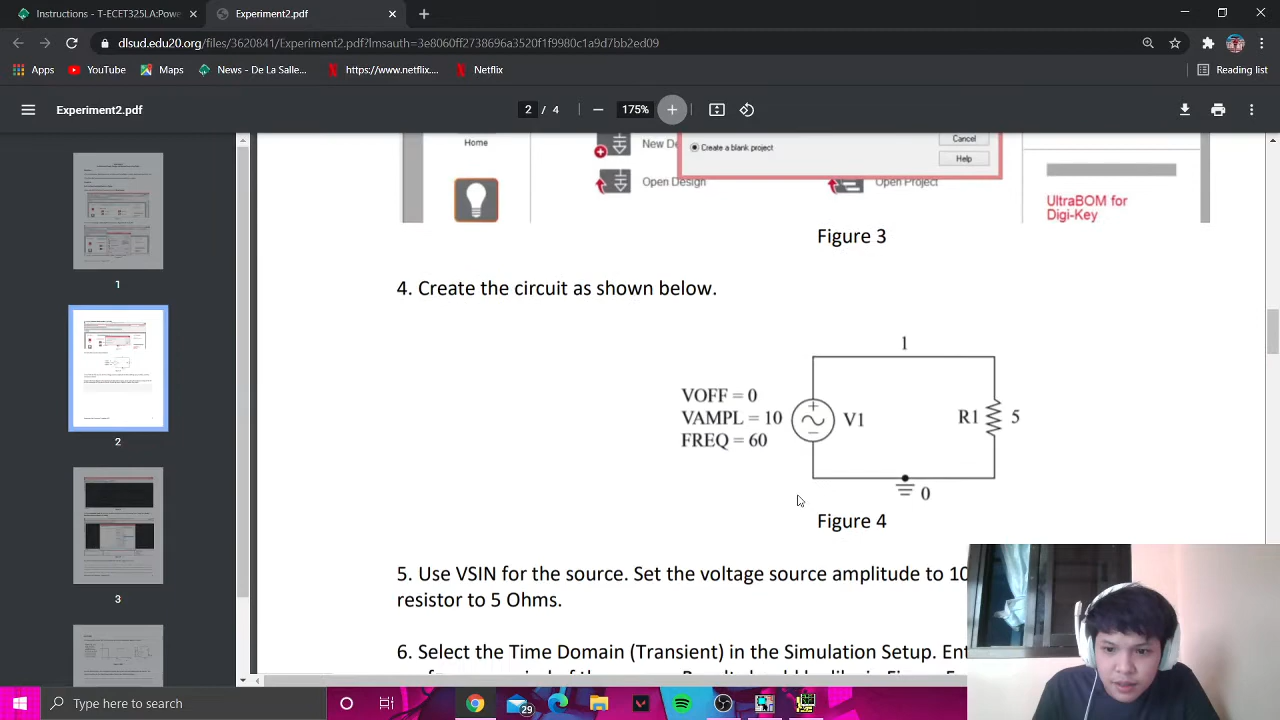 Instructions - T-ECET325LA:Powe
Experiment2.pdf
dlsud.edu20.org/files/3620841/Experiment2.pdf?lmsauth=3e8060ff2738696a3520f1f9980c1a9d7bb2ed09
Apps
YouTube
Maps
News - De La Salle...
https://www.netflix....
Netflix
Reading list
Experiment2.pdf
2 / 4
175%
Home
New De
Create a blank project
Cancel
Help
Open Design
Open Project
UltraBOM for
Digi-Key
Figure 3
4. Create the circuit as shown below.
1
VOFF = 0
VAMPL = 10
FREQ = 60
V1
R1
5
0
Figure 4
5. Use VSIN for the source. Set the voltage source amplitude to 10
resistor to 5 Ohms.
6. Select the Time Domain (Transient) in the Simulation Setup. Ent
1
2
3
Type here to search
29